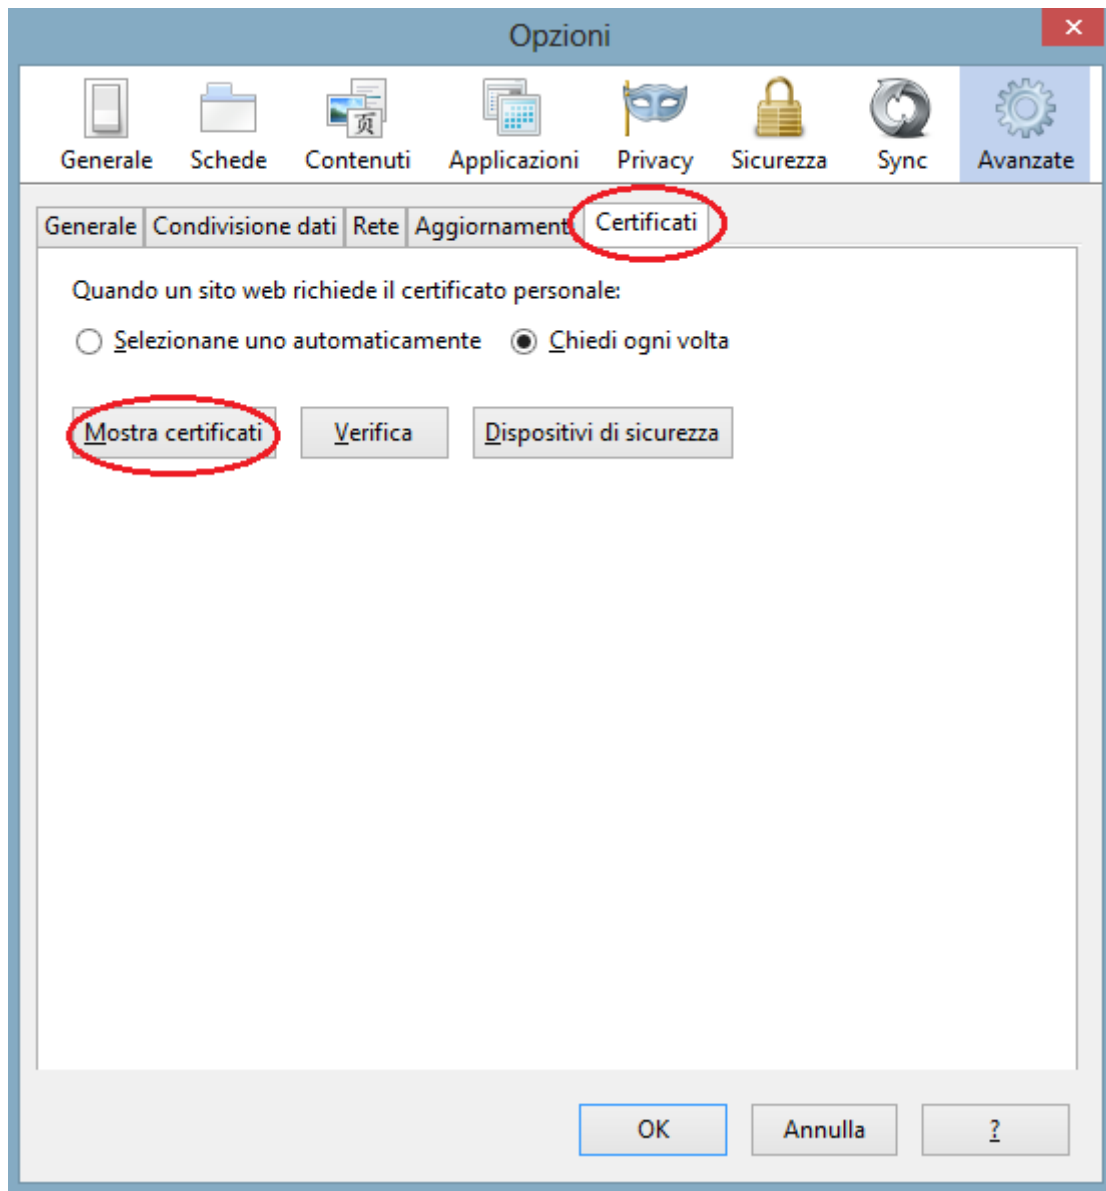 Opzioni
x
页
Generale Schede Contenuti Applicazioni Privacy Sicurezza Sync Avanzate
Generale Condivisione dati Rete Aggiornament Certificati
Quando un sito web richiede il certificato personale:
Selezionane uno automaticamente Chiedi ogni volta
Mostra certificati Verifica Dispositivi di sicurezza
OK Annulla ?